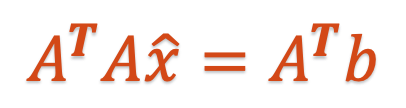 AᵀAx̂ = Aᵀb